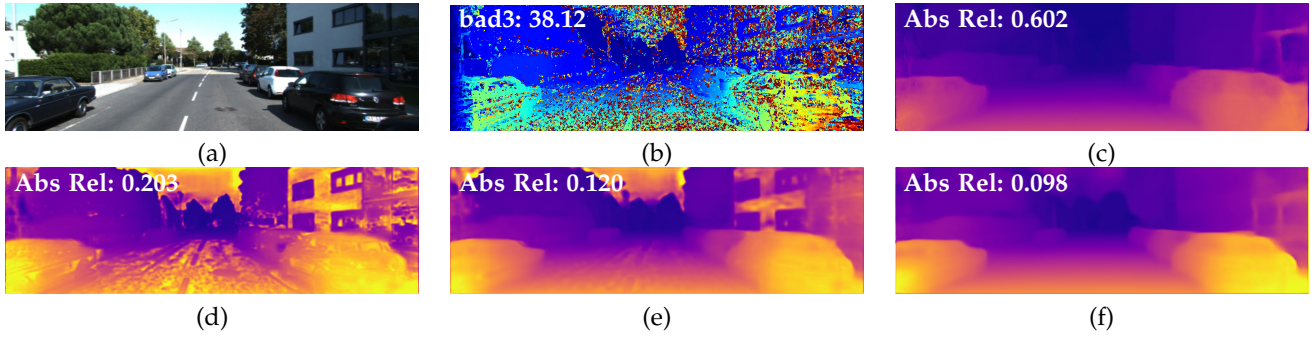 bad3: 38.12
Abs Rel: 0.602
(a)
(b)
(c)
Abs Rel: 0.203
Abs Rel: 0.120
Abs Rel: 0.098
(d)
(e)
(f)